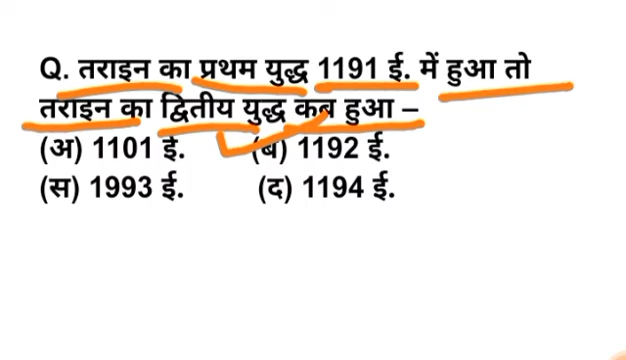 Q. तराइन का प्रथम युद्ध 1191 ई. में हुआ तो
तराइन का द्वितीय युद्ध कब हुआ –
(अ) 1101 ई. (ब) 1192 ई.
(स) 1993 ई. (द) 1194 ई.